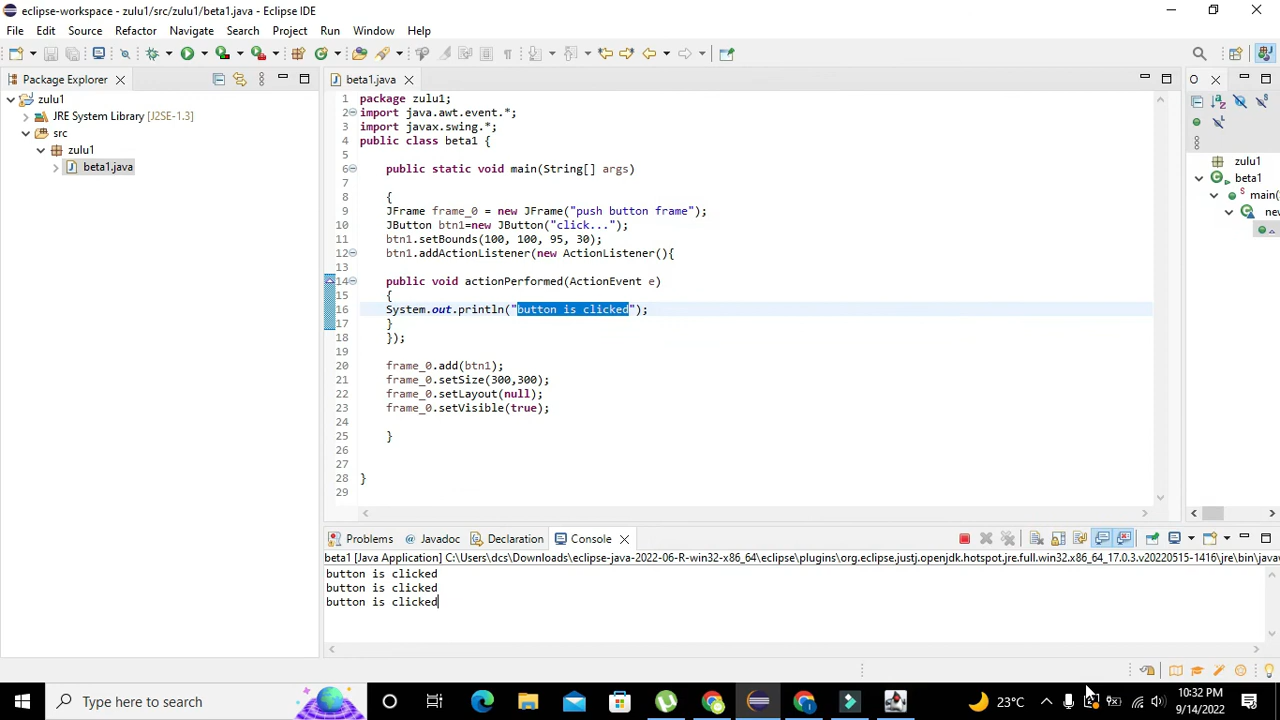 eclipse-workspace - zulu1/src/zulu1/beta1.java - Eclipse IDE
File Edit Source Refactor Navigate Search Project Run Window Help
Package Explorer
beta1.java
O
zulu1
JRE System Library [J2SE-1.3]
src
zulu1
beta1.java
1 package zulu1;
2 import java.awt.event.*;
3 import javax.swing.*;
4 public class beta1 {
5
6 public static void main(String[] args)
7
8 {
9 JFrame frame_0 = new JFrame("push button frame");
10 JButton btn1=new JButton("click...");
11 btn1.setBounds(100, 100, 95, 30);
12 btn1.addActionListener(new ActionListener(){
13
14 public void actionPerformed(ActionEvent e)
15 {
16 System.out.println("button is clicked");
17 }
18 });
19
20 frame_0.add(btn1);
21 frame_0.setSize(300,300);
22 frame_0.setLayout(null);
23 frame_0.setVisible(true);
24
25 }
26
27
28 }
29
zulu1
beta1
main(S
new
Problems Javadoc Declaration Console
beta1 [Java Application] C:\Users\dcs\Downloads\eclipse-java-2022-06-R-win32-x86_64\eclipse\plugins\org.eclipse.justj.openjdk.hotspot.jre.full.win32.x86_64_17.0.3.v20220515-1416\jre\bin\java
button is clicked
button is clicked
button is clicked
Type here to search
23°C
10:32 PM
9/14/2022